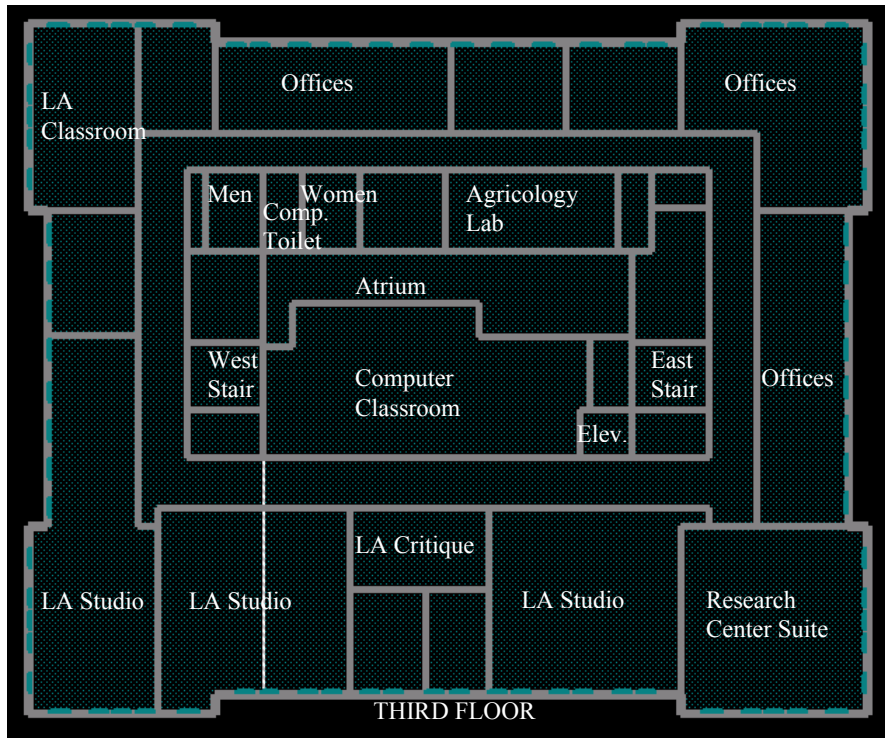 Offices
Offices
LA
Classroom
Men
Women
Comp.
Toilet
Agricology
Lab
Atrium
West
Stair
Computer
Classroom
East
Stair
Offices
Elev.
LA Critique
LA Studio
LA Studio
LA Studio
Research
Center Suite
THIRD FLOOR